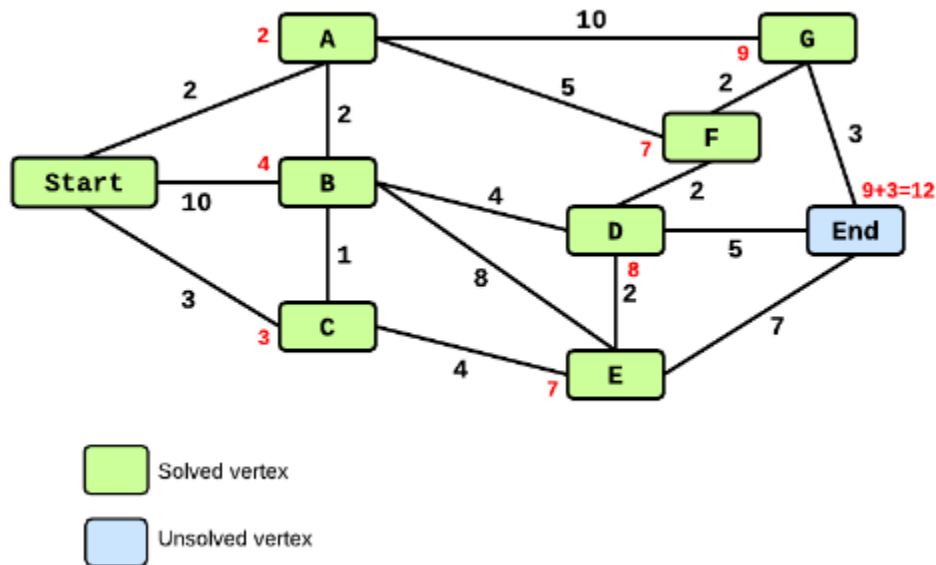 10
2 A G
9
2 5 2
2 F 3
7
4 9+3=12
Start B 4 2
10 D End
5
1 8
8 2
3 7
C
3 4 E
7
Solved vertex
Unsolved vertex